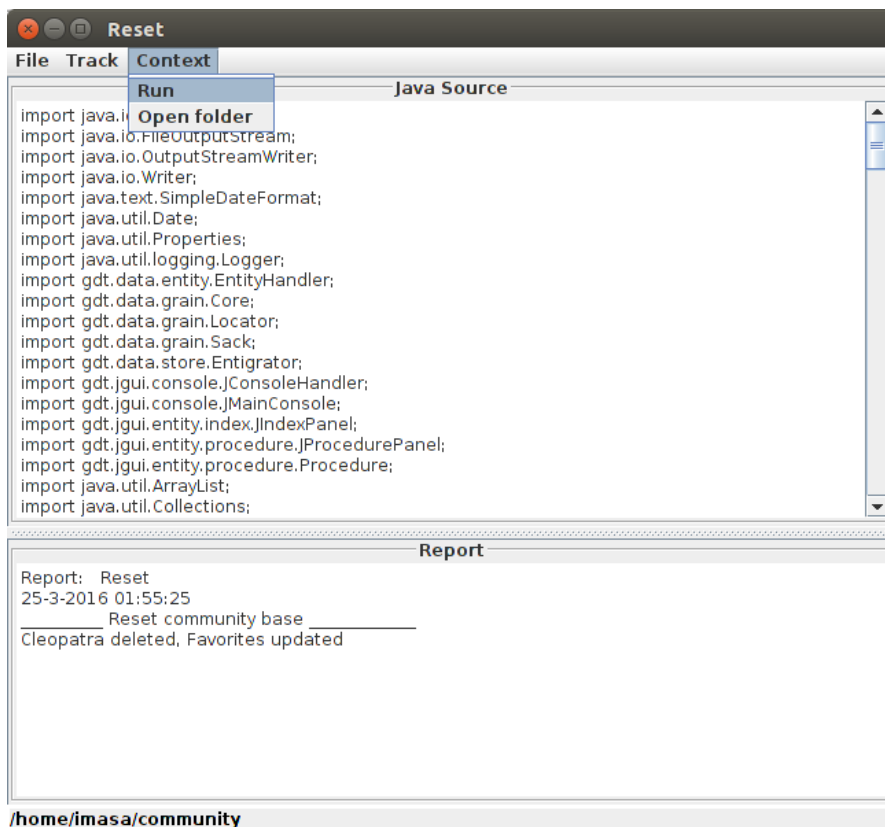 Reset
File Track Context
Run
Open folder
Java Source
import java.i
import java.io.FileOutputStream;
import java.io.OutputStreamWriter;
import java.io.Writer;
import java.text.SimpleDateFormat;
import java.util.Date;
import java.util.Properties;
import java.util.logging.Logger;
import gdt.data.entity.EntityHandler;
import gdt.data.grain.Core;
import gdt.data.grain.Locator;
import gdt.data.grain.Sack;
import gdt.data.store.Entigrator;
import gdt.jgui.console.JConsoleHandler;
import gdt.jgui.console.JMainConsole;
import gdt.jgui.entity.index.JIndexPanel;
import gdt.jgui.entity.procedure.JProcedurePanel;
import gdt.jgui.entity.procedure.Procedure;
import java.util.ArrayList;
import java.util.Collections;
Report
Report: Reset
25-3-2016 01:55:25
_________ Reset community base ____________
Cleopatra deleted, Favorites updated
/home/imasa/community